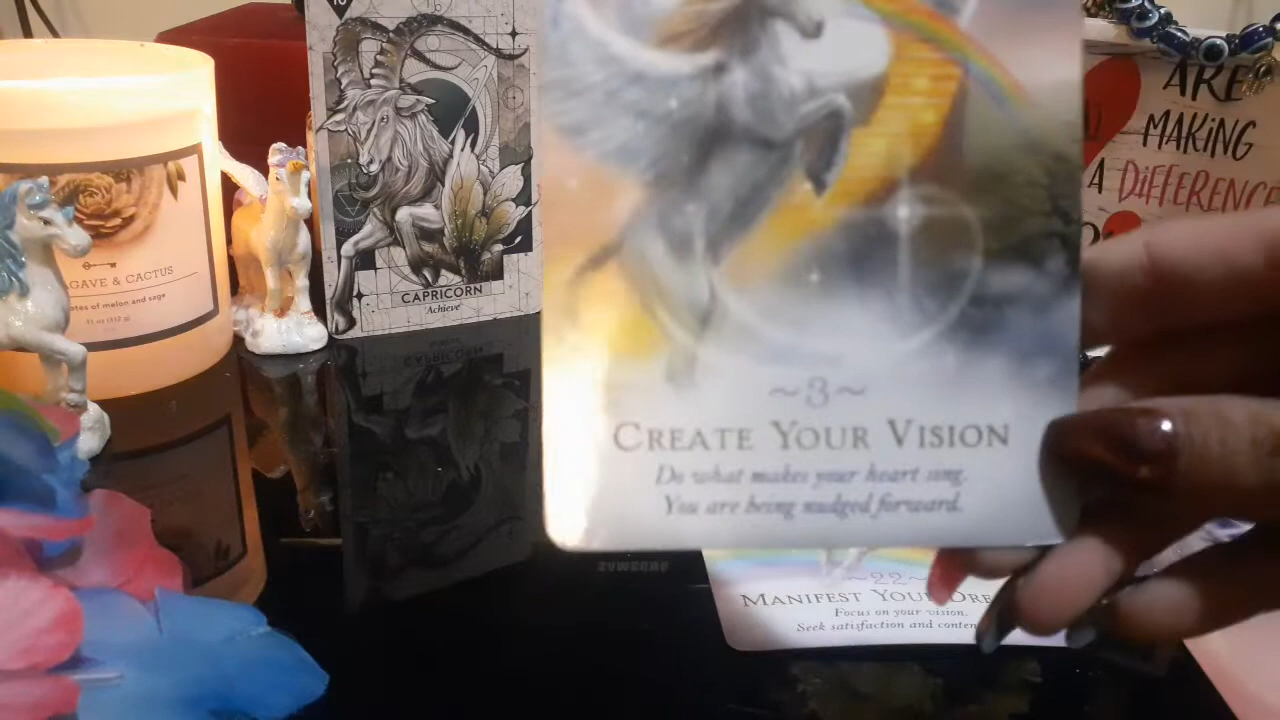 10
CAPRICORN
Achieve
AGAVE & CACTUS
notes of melon and sage
~3~
CREATE YOUR VISION
Do what makes your heart sing.
You are being nudged forward.
~22~
MANIFEST YOUR
Focus on your vision.
Seek satisfaction and
ARE
MAKING
A DIFFERENCE